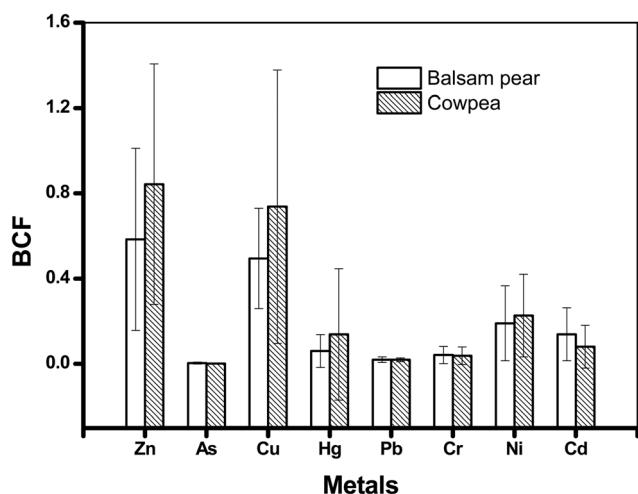 1.6
1.2
0.8
0.4
0.0
BCF
Balsam pear
Cowpea
Zn As Cu Hg Pb Cr Ni Cd
Metals